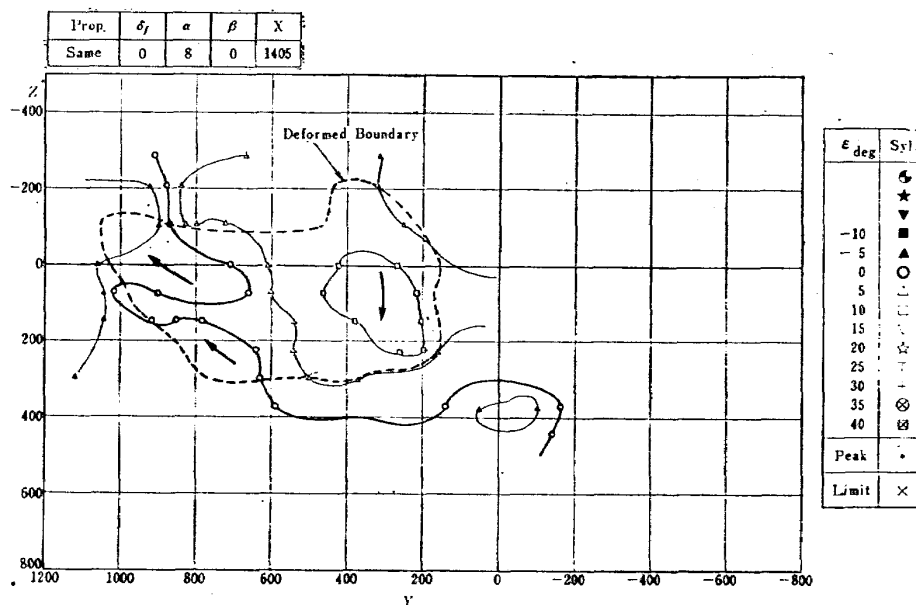 Prop. δf α β X
Same 0 8 0 1405
Z
-400
-200
0
200
400
600
800
1200 1000 800 600 400 200 0 -200 -400 -600 -800
Y
Deformed Boundary
ε deg Syl.
-10
-5
0
5
10
15
20
25
30
35
40
Peak
Limit